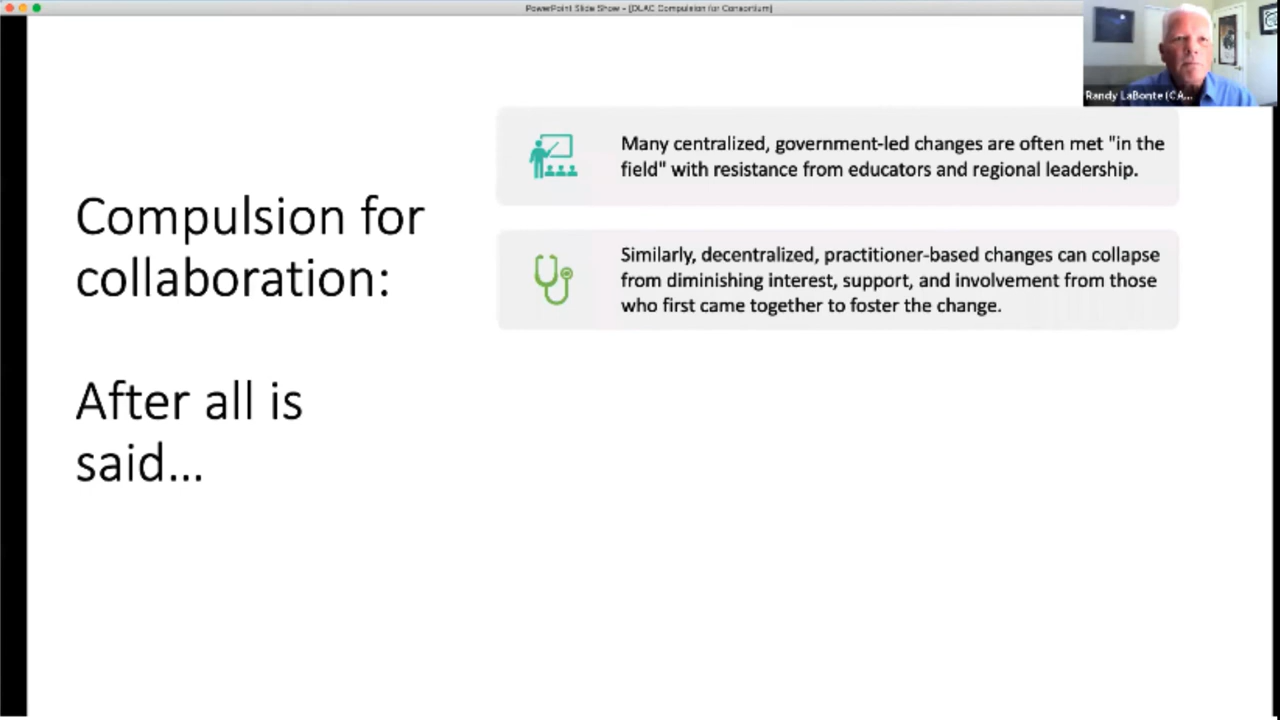 PowerPoint Slide Show - [DLAC Compulsion for Consortium]
Randy LaBonte (CA...
Many centralized, government-led changes are often met "in the
field" with resistance from educators and regional leadership.
Compulsion for
collaboration:
After all is
said...
Similarly, decentralized, practitioner-based changes can collapse
from diminishing interest, support, and involvement from those
who first came together to foster the change.